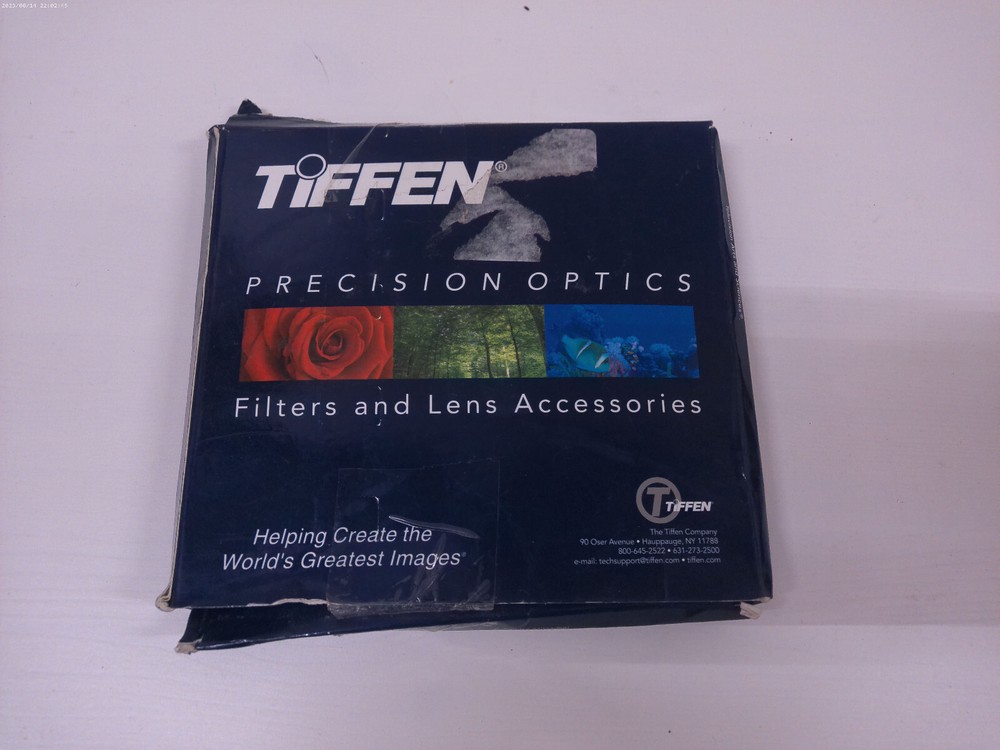 TIFFEN®
PRECISION OPTICS
Filters and Lens Accessories
Helping Create the
World's Greatest Images®
T TIFFEN
The Tiffen Company
90 Oser Avenue • Hauppauge, NY 11788
800-645-2522 • 631-273-2500
e-mail: techsupport@tiffen.com • tiffen.com